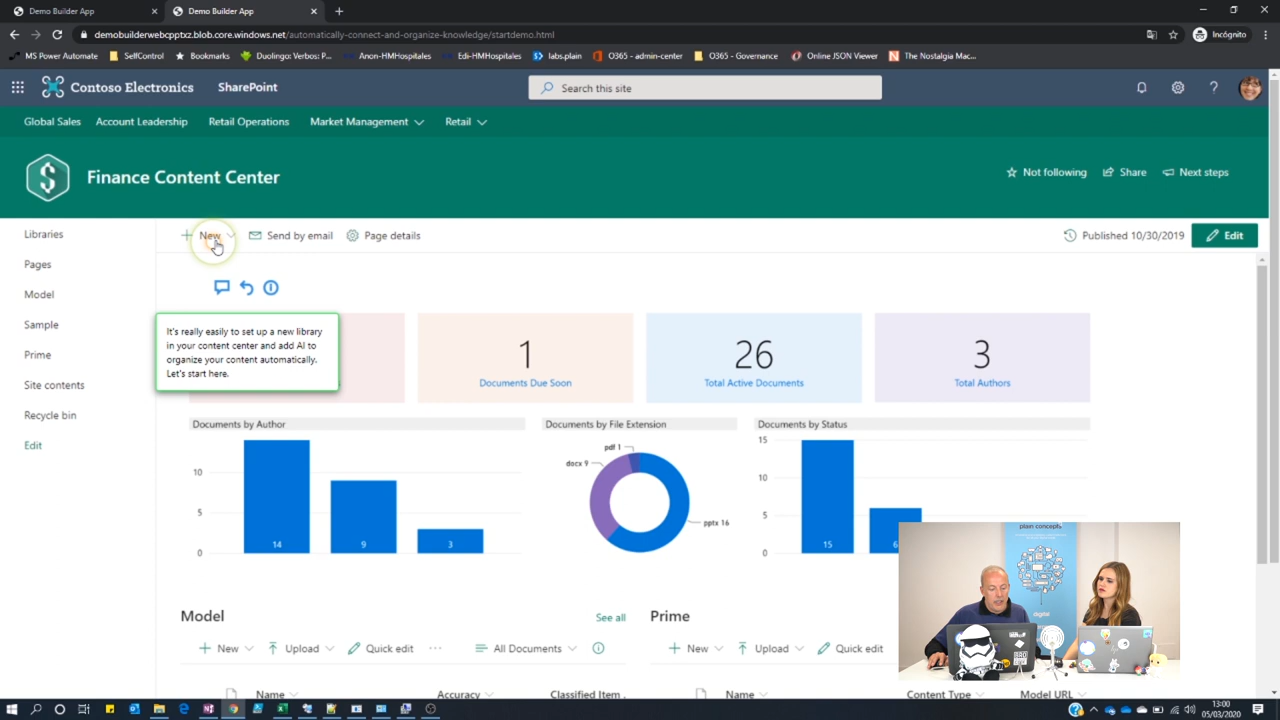 Demo Builder App
Demo Builder App
demobuilderwebcpptxz.blob.core.windows.net/automatically-connect-and-organize-knowledge/startdemo.html
Incógnito
MS Power Automate
SelfControl
Bookmarks
Duolingo: Verbos: P...
Anon-HMHospitales
Edi-HMHospitales
labs.plain
O365 - admin-center
O365 - Governance
Online JSON Viewer
The Nostalgia Mac...
Contoso Electronics
SharePoint
Search this site
Global Sales
Account Leadership
Retail Operations
Market Management
Retail
Finance Content Center
Not following
Share
Next steps
Libraries
Pages
Model
Sample
Prime
Site contents
Recycle bin
Edit
New
Send by email
Page details
Published 10/30/2019
Edit
It's really easily to set up a new library
in your content center and add AI to
organize your content automatically.
Let's start here.
1
Documents Due Soon
26
Total Active Documents
3
Total Authors
Documents by Author
10
5
0
14
9
3
Documents by File Extension
pdf 1
docx 9
pptx 16
Documents by Status
15
10
5
0
15
6
plain concepts
digital
Model
See all
New
Upload
Quick edit
All Documents
Name
Accuracy
Classified Item
Prime
New
Upload
Quick edit
Name
Content Type
Model URL
13:00
05/03/2020